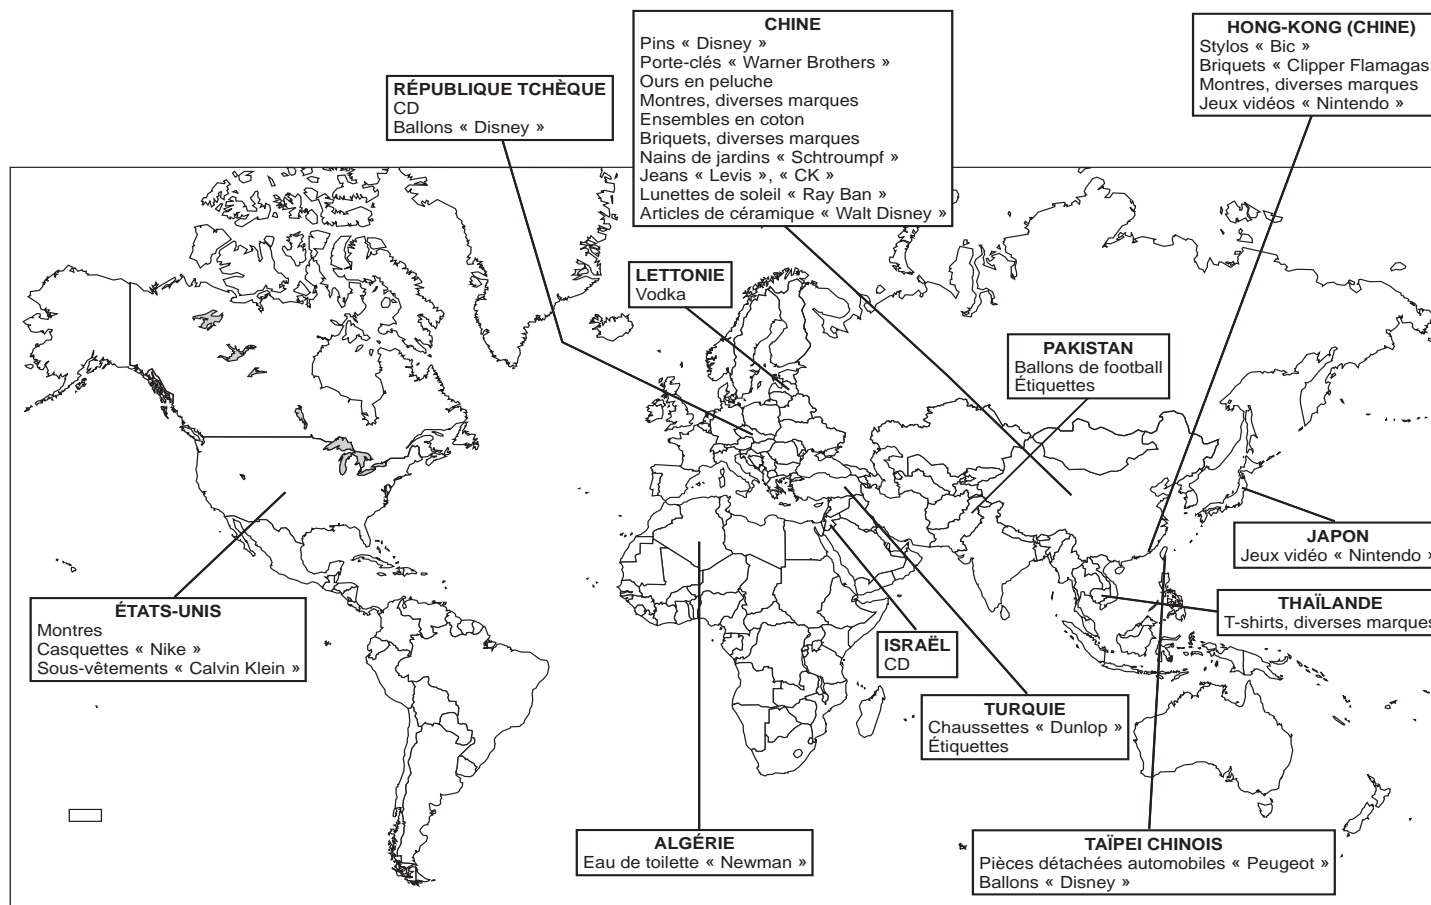 CHINE
Pins « Disney »
Porte-clés « Warner Brothers »
Ours en peluche
Montres, diverses marques
Ensembles en coton
Briquets, diverses marques
Nains de jardins « Schtroumpf »
Jeans « Levis », « CK »
Lunettes de soleil « Ray Ban »
Articles de céramique « Walt Disney »
HONG-KONG (CHINE)
Stylos « Bic »
Briquets « Clipper Flamagas
Montres, diverses marques
Jeux vidéos « Nintendo »
RÉPUBLIQUE TCHÈQUE
CD
Ballons « Disney »
LETTONIE
Vodka
PAKISTAN
Ballons de football
Étiquettes
JAPON
Jeux vidéo « Nintendo »
THAÏLANDE
T-shirts, diverses marques
ÉTATS-UNIS
Montres
Casquettes « Nike »
Sous-vêtements « Calvin Klein »
ISRAËL
CD
TURQUIE
Chaussettes « Dunlop »
Étiquettes
ALGÉRIE
Eau de toilette « Newman »
TAÏPEI CHINOIS
Pièces détachées automobiles « Peugeot »
Ballons « Disney »